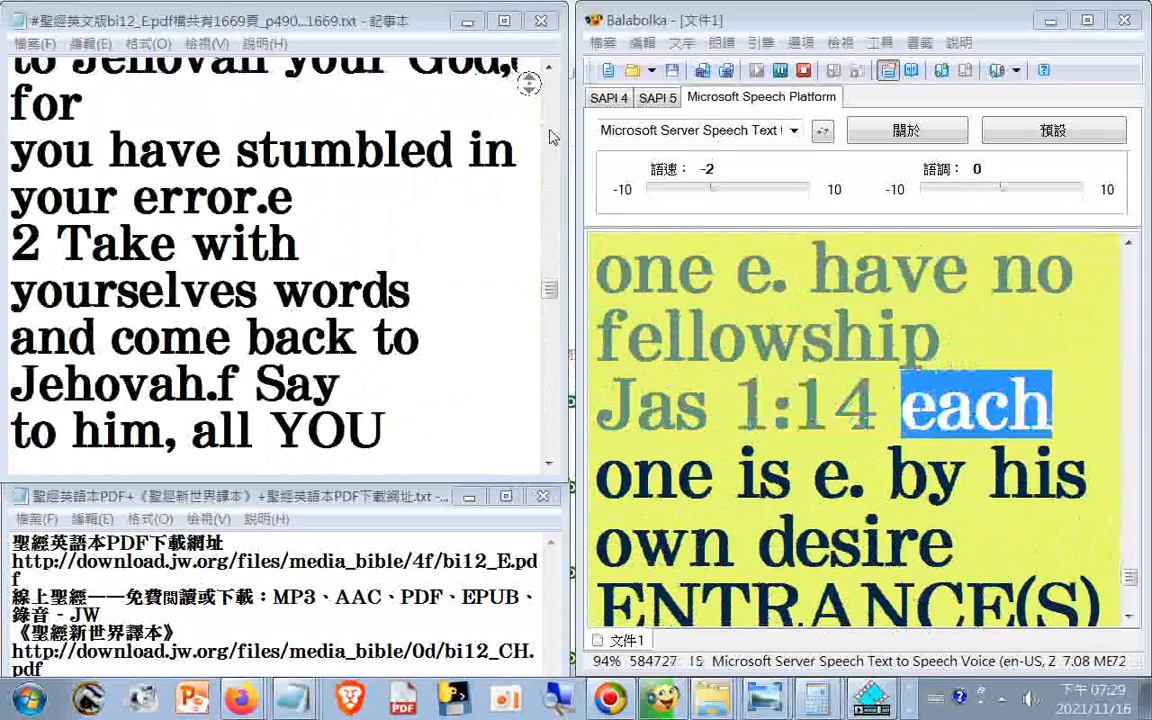 #聖經英文版bi12_E.pdf橫共有1669頁_p490...1669.txt - 記事本
檔案(F) 編輯(E) 格式(O) 檢視(V) 說明(H)
to Jehovah your God,
for
you have stumbled in
your error.e
2 Take with
yourselves words
and come back to
Jehovah.f Say
to him, all YOU
聖經英語本PDF+《聖經新世界譯本》+聖經英語本PDF下載網址.txt -...
檔案(F) 編輯(E) 格式(O) 檢視(V) 說明(H)
聖經英語本PDF下載網址
http://download.jw.org/files/media_bible/4f/bi12_E.pd
f
線上聖經——免費閱讀或下載：MP3、AAC、PDF、EPUB、
錄音 - JW
《聖經新世界譯本》
http://download.jw.org/files/media_bible/0d/bi12_CH.
pdf
Balabolka - [文件1]
檔案 編輯 文字 閱讀 引擎 選項 檢視 工具 書籤 說明
SAPI 4 SAPI 5 Microsoft Speech Platform
Microsoft Server Speech Text 關於 預設
語速： -2 語調： 0
-10 10 -10 10
one e. have no
fellowship
Jas 1:14 each
one is e. by his
own desire
ENTRANCE(S)
文件1
94% 584727 Microsoft Server Speech Text to Speech Voice (en-US, Z 7.08 ME72
PDF
下午 07:29
2021/11/16